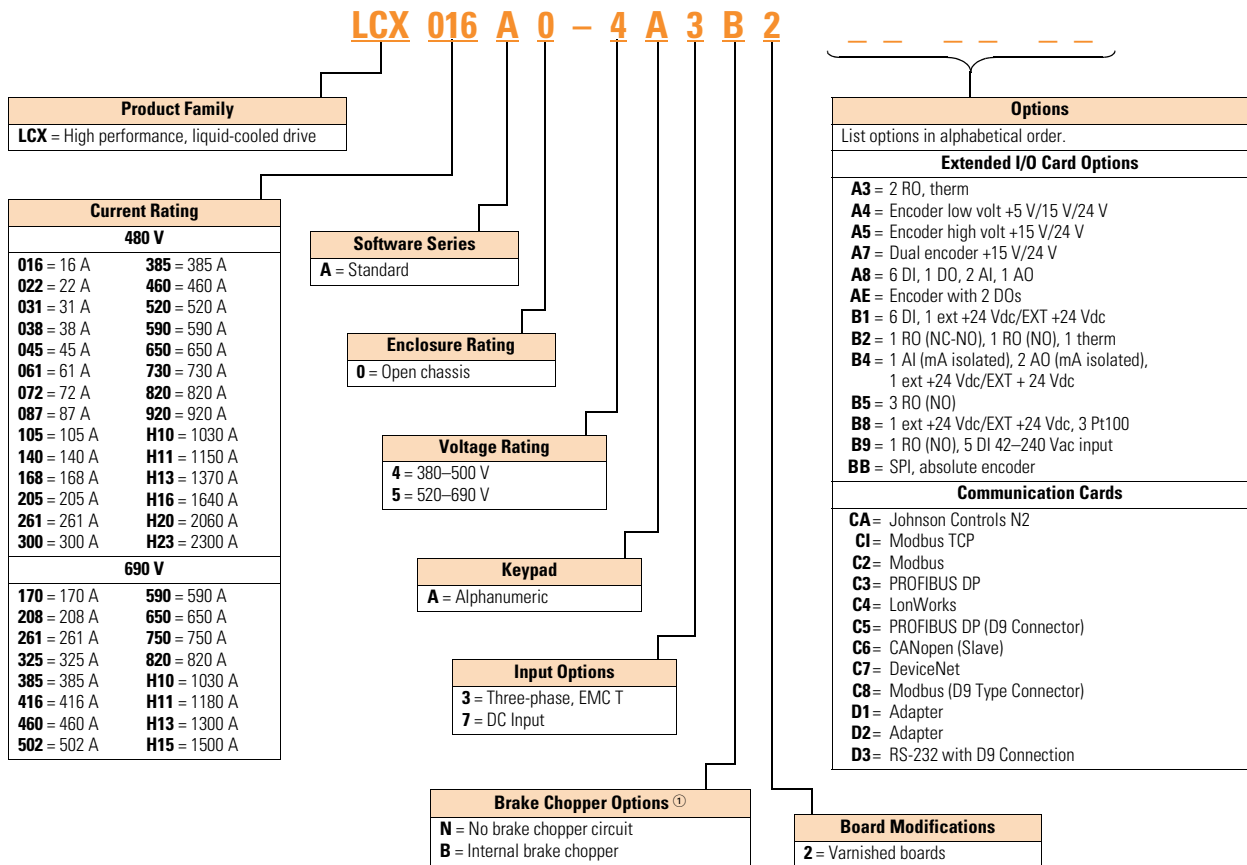 LCX 016 A 0 – 4 A 3 B 2 _ _ _ _ _ _
Product Family
LCX = High performance, liquid-cooled drive
Current Rating
480 V
016 = 16 A 385 = 385 A
022 = 22 A 460 = 460 A
031 = 31 A 520 = 520 A
038 = 38 A 590 = 590 A
045 = 45 A 650 = 650 A
061 = 61 A 730 = 730 A
072 = 72 A 820 = 820 A
087 = 87 A 920 = 920 A
105 = 105 A H10 = 1030 A
140 = 140 A H11 = 1150 A
168 = 168 A H13 = 1370 A
205 = 205 A H16 = 1640 A
261 = 261 A H20 = 2060 A
300 = 300 A H23 = 2300 A
690 V
170 = 170 A 590 = 590 A
208 = 208 A 650 = 650 A
261 = 261 A 750 = 750 A
325 = 325 A 820 = 820 A
385 = 385 A H10 = 1030 A
416 = 416 A H11 = 1180 A
460 = 460 A H13 = 1300 A
502 = 502 A H15 = 1500 A
Software Series
A = Standard
Enclosure Rating
0 = Open chassis
Voltage Rating
4 = 380–500 V
5 = 520–690 V
Keypad
A = Alphanumeric
Input Options
3 = Three-phase, EMC T
7 = DC Input
Brake Chopper Options ①
N = No brake chopper circuit
B = Internal brake chopper
Board Modifications
2 = Varnished boards
Options
List options in alphabetical order.
Extended I/O Card Options
A3 = 2 RO, therm
A4 = Encoder low volt +5 V/15 V/24 V
A5 = Encoder high volt +15 V/24 V
A7 = Dual encoder +15 V/24 V
A8 = 6 DI, 1 DO, 2 AI, 1 AO
AE = Encoder with 2 DOs
B1 = 6 DI, 1 ext +24 Vdc/EXT +24 Vdc
B2 = 1 RO (NC-NO), 1 RO (NO), 1 therm
B4 = 1 AI (mA isolated), 2 AO (mA isolated),
1 ext +24 Vdc/EXT + 24 Vdc
B5 = 3 RO (NO)
B8 = 1 ext +24 Vdc/EXT +24 Vdc, 3 Pt100
B9 = 1 RO (NO), 5 DI 42–240 Vac input
BB = SPI, absolute encoder
Communication Cards
CA = Johnson Controls N2
CI = Modbus TCP
C2 = Modbus
C3 = PROFIBUS DP
C4 = LonWorks
C5 = PROFIBUS DP (D9 Connector)
C6 = CANopen (Slave)
C7 = DeviceNet
C8 = Modbus (D9 Type Connector)
D1 = Adapter
D2 = Adapter
D3 = RS-232 with D9 Connection